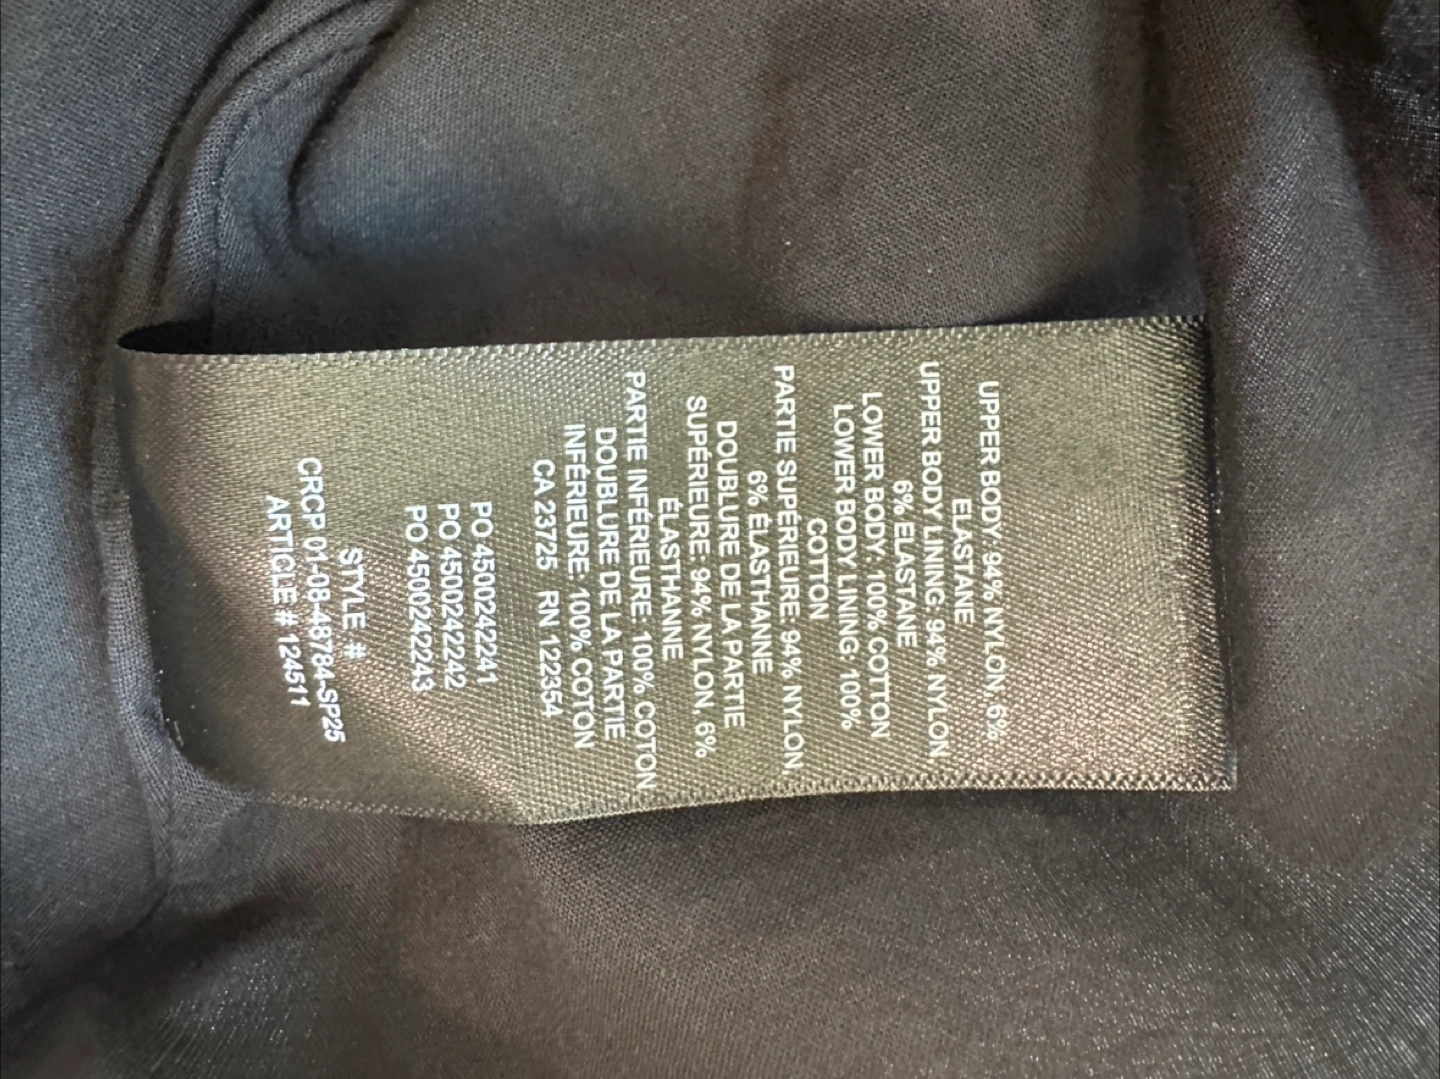 UPPER BODY: 94% NYLON, 6%
ELASTANE
UPPER BODY LINING: 94% NYLON
6% ELASTANE
LOWER BODY: 100% COTTON
LOWER BODY LINING: 100%
COTTON
PARTIE SUPÉRIEURE: 94% NYLON,
6% ÉLASTHANNE
DOUBLURE DE LA PARTIE
SUPÉRIEURE: 94% NYLON, 6%
ÉLASTHANNE
PARTIE INFÉRIEURE: 100% COTON
DOUBLURE DE LA PARTIE
INFÉRIEURE: 100% COTON
CA 23725 RN 122354
PO 4500242241
PO 4500242242
PO 4500242243
STYLE #
CRCP 01-08-48784-SP25
ARTICLE # 124511